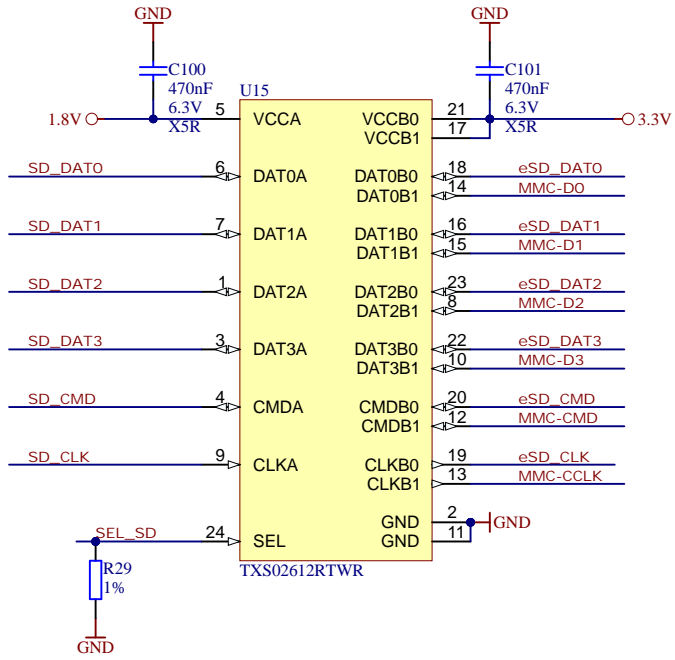 GND
GND
C100
470nF
6.3V
X5R
C101
470nF
6.3V
X5R
U15
1.8V
5
VCCA
VCCB0
21
3.3V
VCCB1
17
SD_DAT0
6
DAT0A
DAT0B0
18
eSD_DAT0
DAT0B1
14
MMC-D0
SD_DAT1
7
DAT1A
DAT1B0
16
eSD_DAT1
DAT1B1
15
MMC-D1
SD_DAT2
1
DAT2A
DAT2B0
23
eSD_DAT2
DAT2B1
8
MMC-D2
SD_DAT3
3
DAT3A
DAT3B0
22
eSD_DAT3
DAT3B1
10
MMC-D3
SD_CMD
4
CMDA
CMDB0
20
eSD_CMD
CMDB1
12
MMC-CMD
SD_CLK
9
CLKA
CLKB0
19
eSD_CLK
CLKB1
13
MMC-CCLK
GND
2
GND
GND
11
SEL_SD
24
SEL
TXS02612RTWR
R29
1%
GND